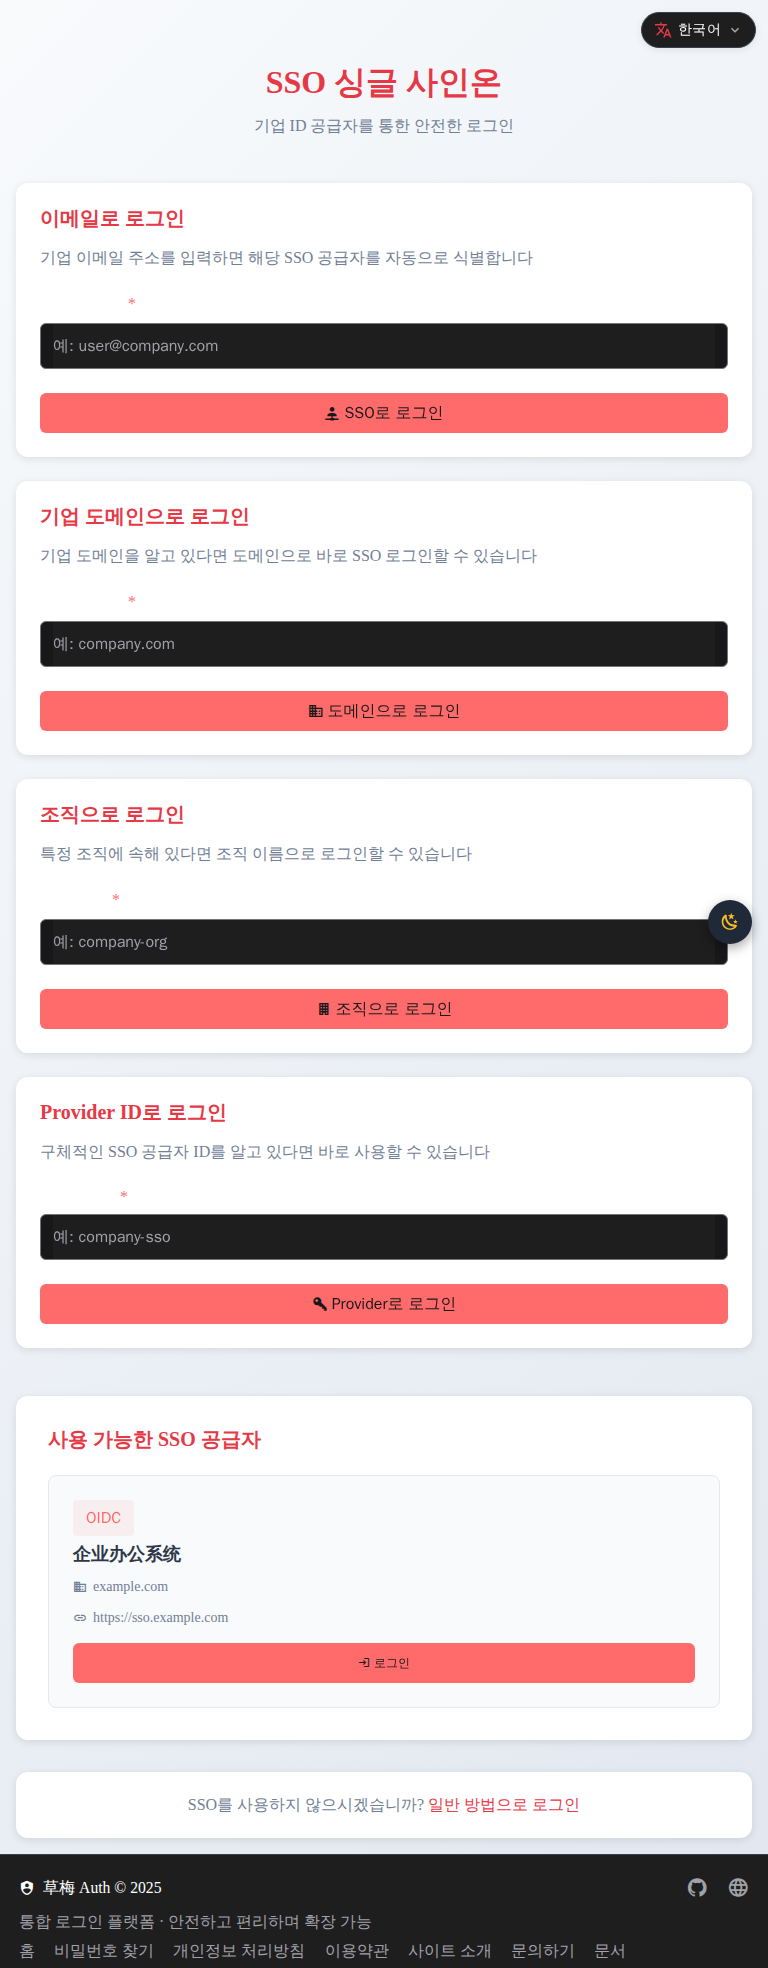 한국어
SSO 싱글 사인온
기업 ID 공급자를 통한 안전한 로그인
이메일로 로그인
기업 이메일 주소를 입력하면 해당 SSO 공급자를 자동으로 식별합니다
*
예: user@company.com
SSO로 로그인
기업 도메인으로 로그인
기업 도메인을 알고 있다면 도메인으로 바로 SSO 로그인할 수 있습니다
*
예: company.com
도메인으로 로그인
조직으로 로그인
특정 조직에 속해 있다면 조직 이름으로 로그인할 수 있습니다
*
예: company-org
조직으로 로그인
Provider ID로 로그인
구체적인 SSO 공급자 ID를 알고 있다면 바로 사용할 수 있습니다
*
예: company-sso
Provider로 로그인
사용 가능한 SSO 공급자
OIDC
企业办公系统
example.com
https://sso.example.com
로그인
SSO를 사용하지 않으시겠습니까? 일반 방법으로 로그인
草梅 Auth © 2025
통합 로그인 플랫폼 · 안전하고 편리하며 확장 가능
홈 비밀번호 찾기 개인정보 처리방침 이용약관 사이트 소개 문의하기 문서